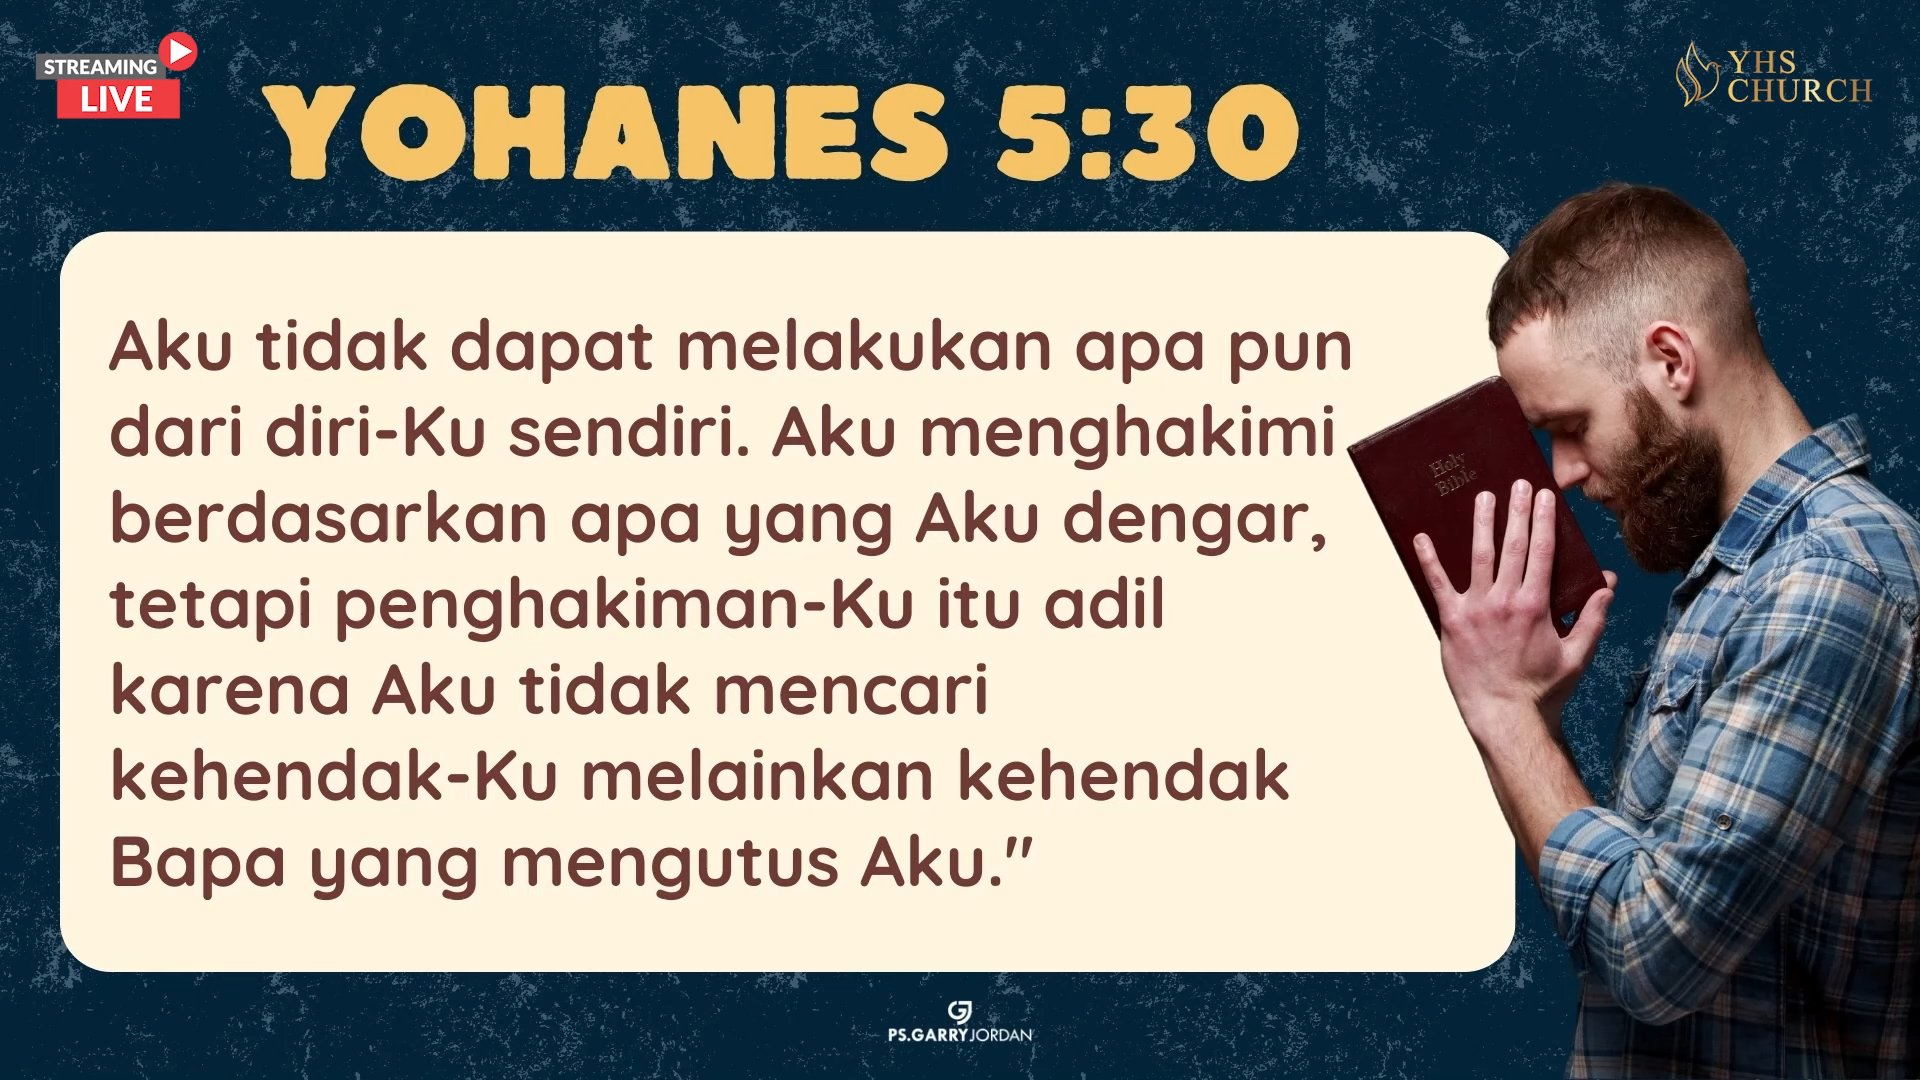 STREAMING
LIVE
YHS
CHURCH
YOHANES 5:30
Aku tidak dapat melakukan apa pun
dari diri-Ku sendiri. Aku menghakimi
berdasarkan apa yang Aku dengar,
tetapi penghakiman-Ku itu adil
karena Aku tidak mencari
kehendak-Ku melainkan kehendak
Bapa yang mengutus Aku."
Holy
Bible
PS.GARRYJORDAN